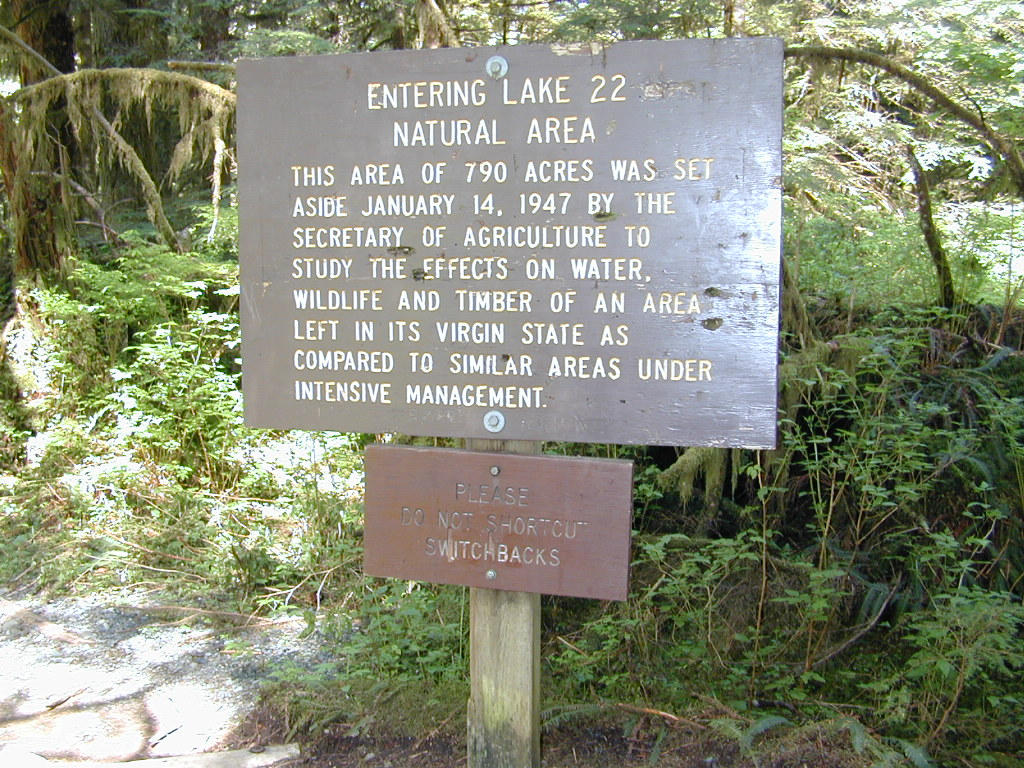 ENTERING LAKE 22
NATURAL AREA
THIS AREA OF 790 ACRES WAS SET
ASIDE JANUARY 14, 1947 BY THE
SECRETARY OF AGRICULTURE TO
STUDY THE EFFECTS ON WATER,
WILDLIFE AND TIMBER OF AN AREA
LEFT IN ITS VIRGIN STATE AS
COMPARED TO SIMILAR AREAS UNDER
INTENSIVE MANAGEMENT.
PLEASE
DO NOT SHORTCUT
SWITCHBACKS